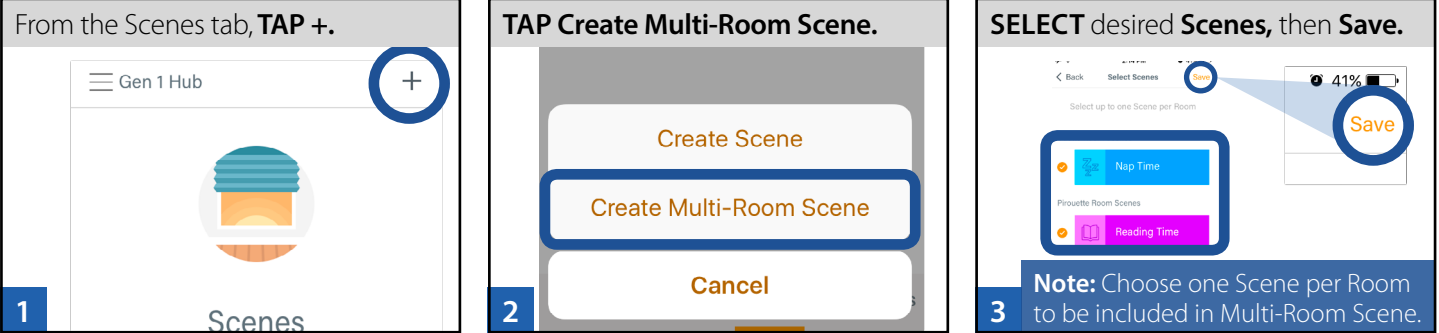 From the Scenes tab, TAP +.
Gen 1 Hub
+
Scenes
1
TAP Create Multi-Room Scene.
Create Scene
Create Multi-Room Scene
Cancel
2
SELECT desired Scenes, then Save.
Back Select Scenes Save
Select up to one Scene per Room
Nap Time
Pirouette Room Scenes
Reading Time
41%
Save
Note: Choose one Scene per Room
to be included in Multi-Room Scene.
3